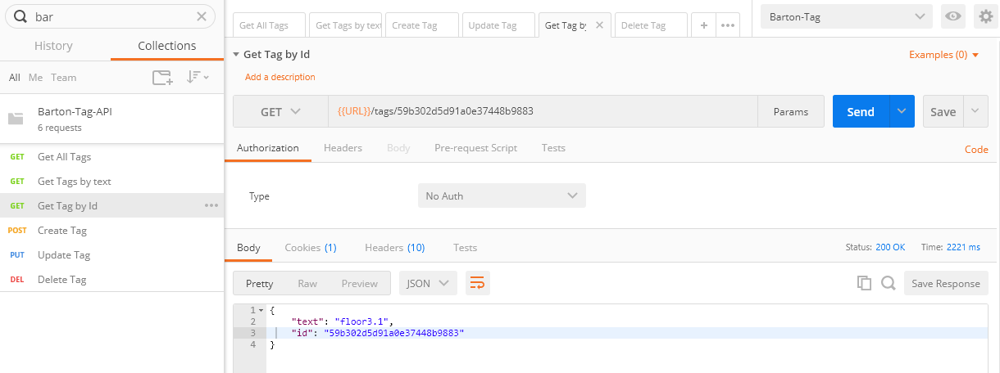 bar
History Collections
All Me Team
Barton-Tag-API
6 requests
GET Get All Tags
GET Get Tags by text
GET Get Tag by Id
POST Create Tag
PUT Update Tag
DEL Delete Tag
Get All Tags Get Tags by text Create Tag Update Tag Get Tag by Delete Tag
Barton-Tag
Get Tag by Id
Examples (0)
Add a description
GET {{URL}}/tags/59b302d5d91a0e37448b9883 Params Send Save
Authorization Headers Body Pre-request Script Tests Code
Type No Auth
Body Cookies (1) Headers (10) Tests Status: 200 OK Time: 2221 ms
Pretty Raw Preview JSON Save Response
1 {
2 "text": "floor3.1",
3 "id": "59b302d5d91a0e37448b9883"
4 }